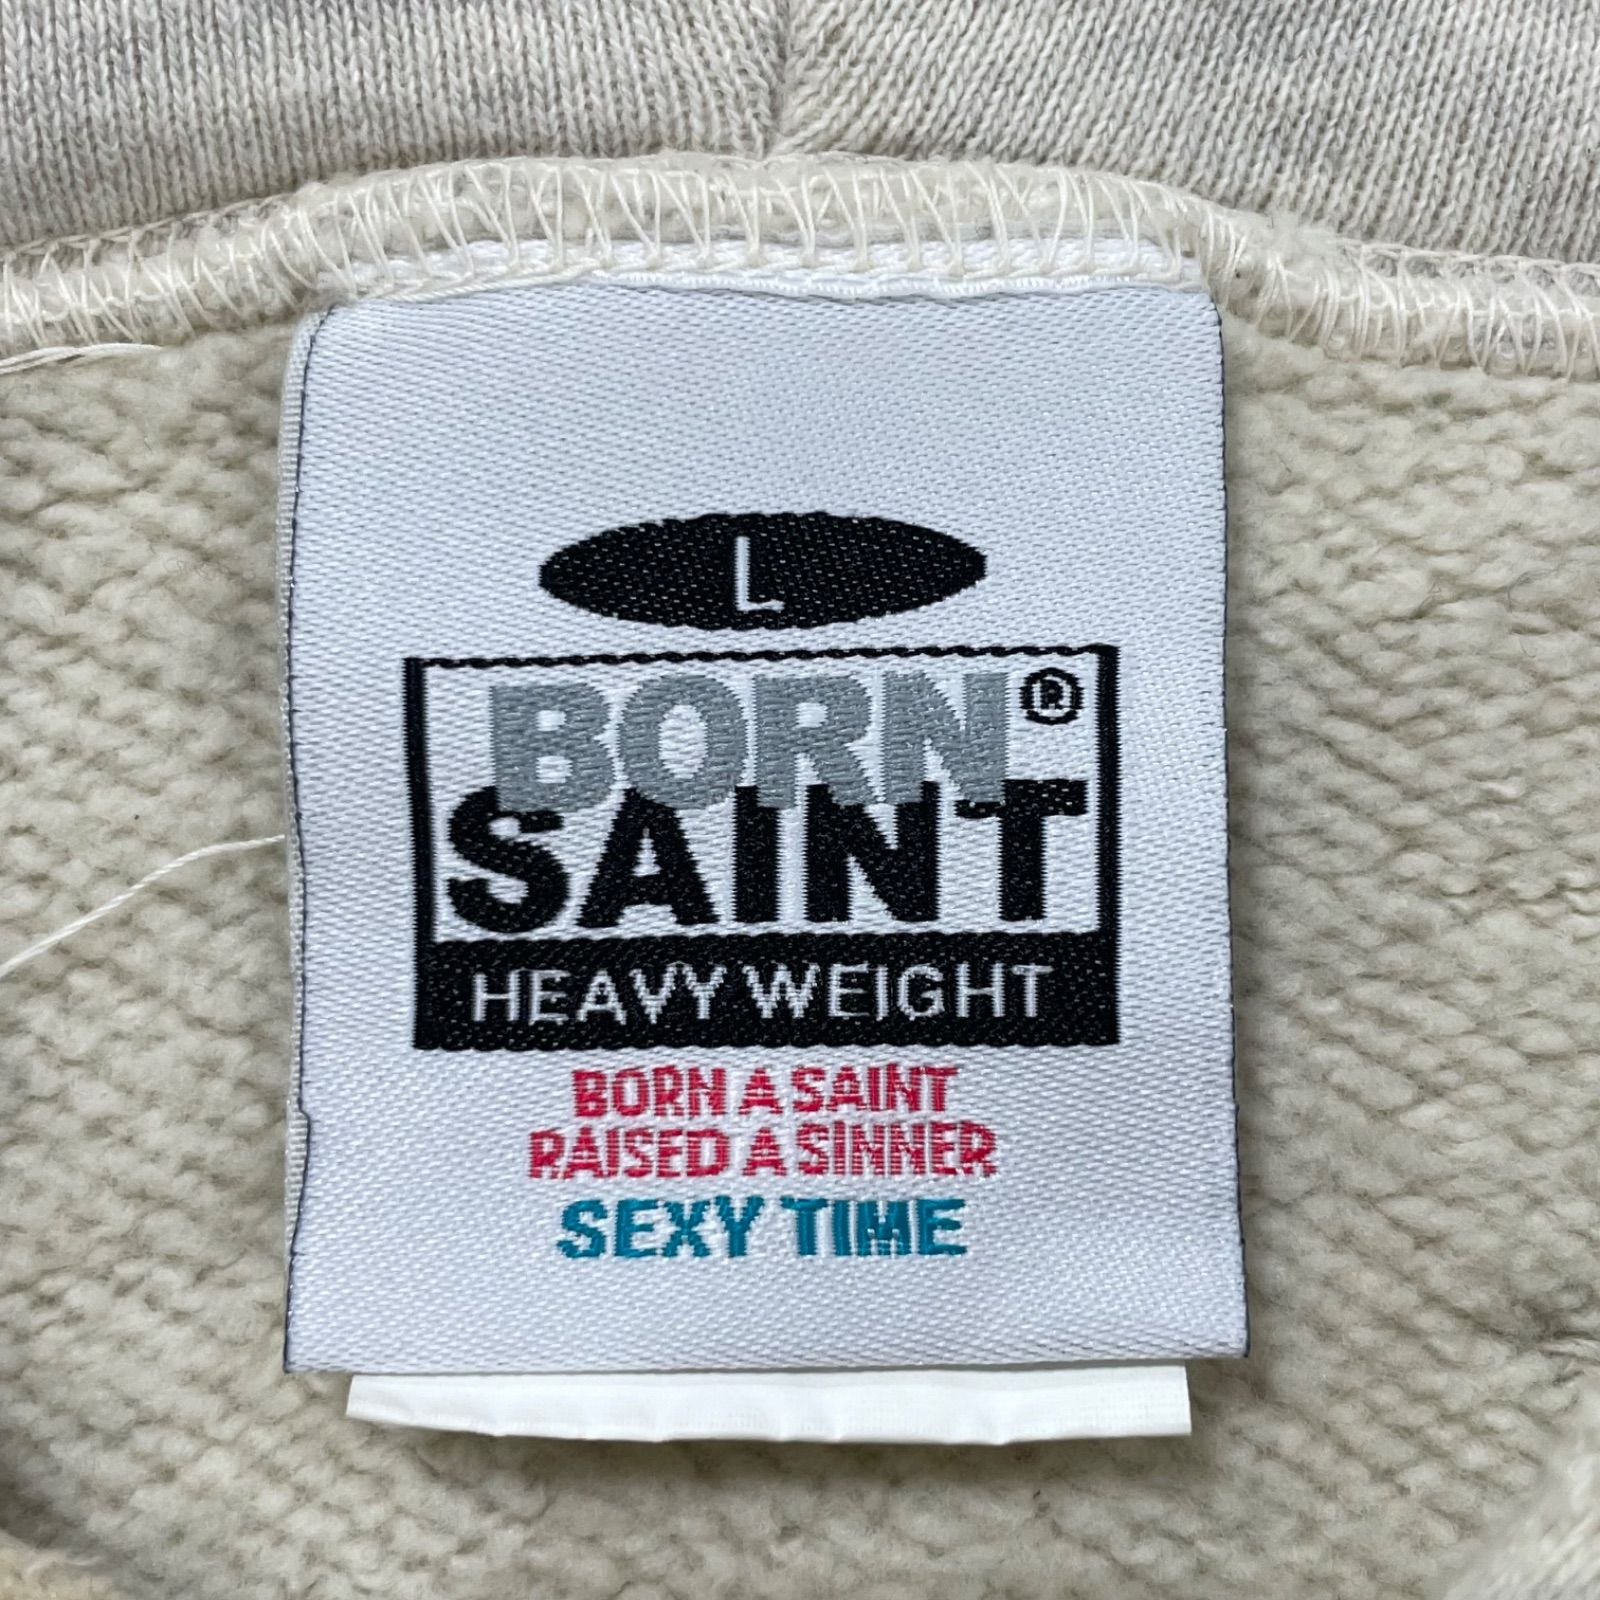 L
BORN ®
SAINT
HEAVY WEIGHT
BORN A SAINT
RAISED A SINNER
SEXY TIME